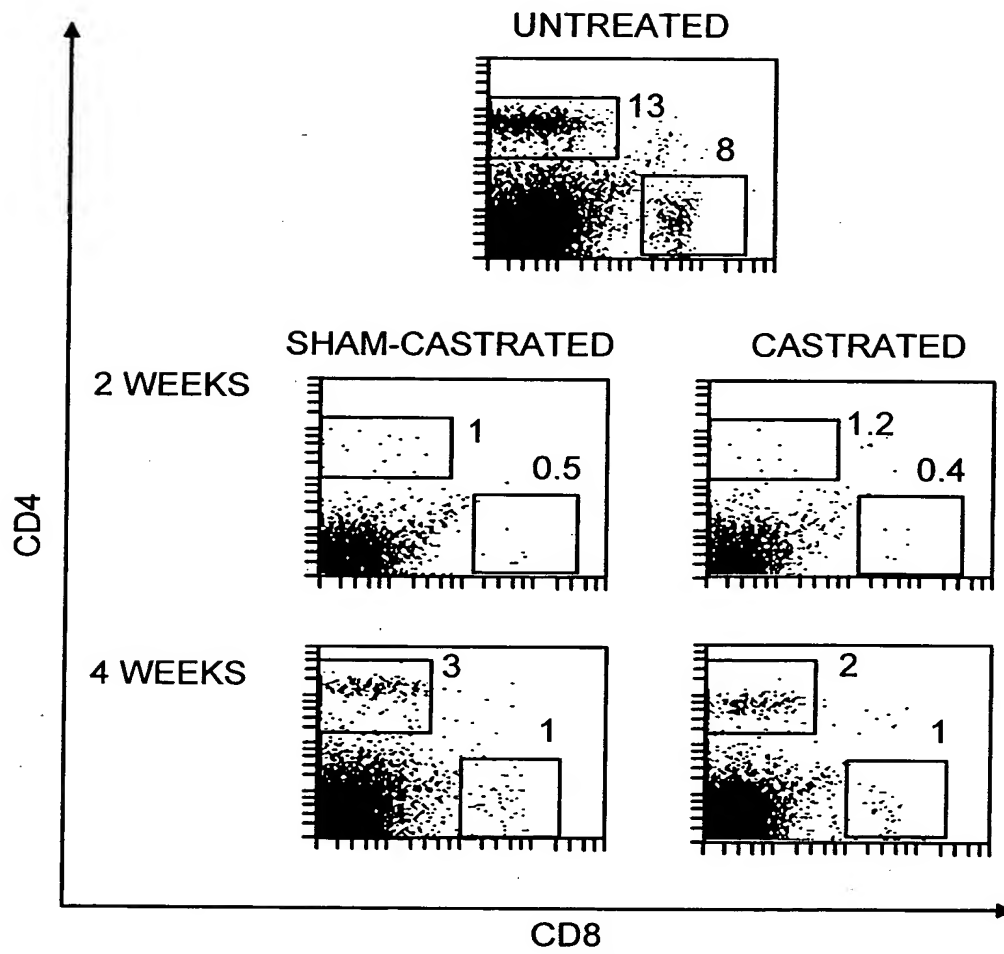 UNTREATED
13
8
SHAM-CASTRATED
CASTRATED
2 WEEKS
1
0.5
1.2
0.4
CD4
4 WEEKS
3
1
2
1
CD8